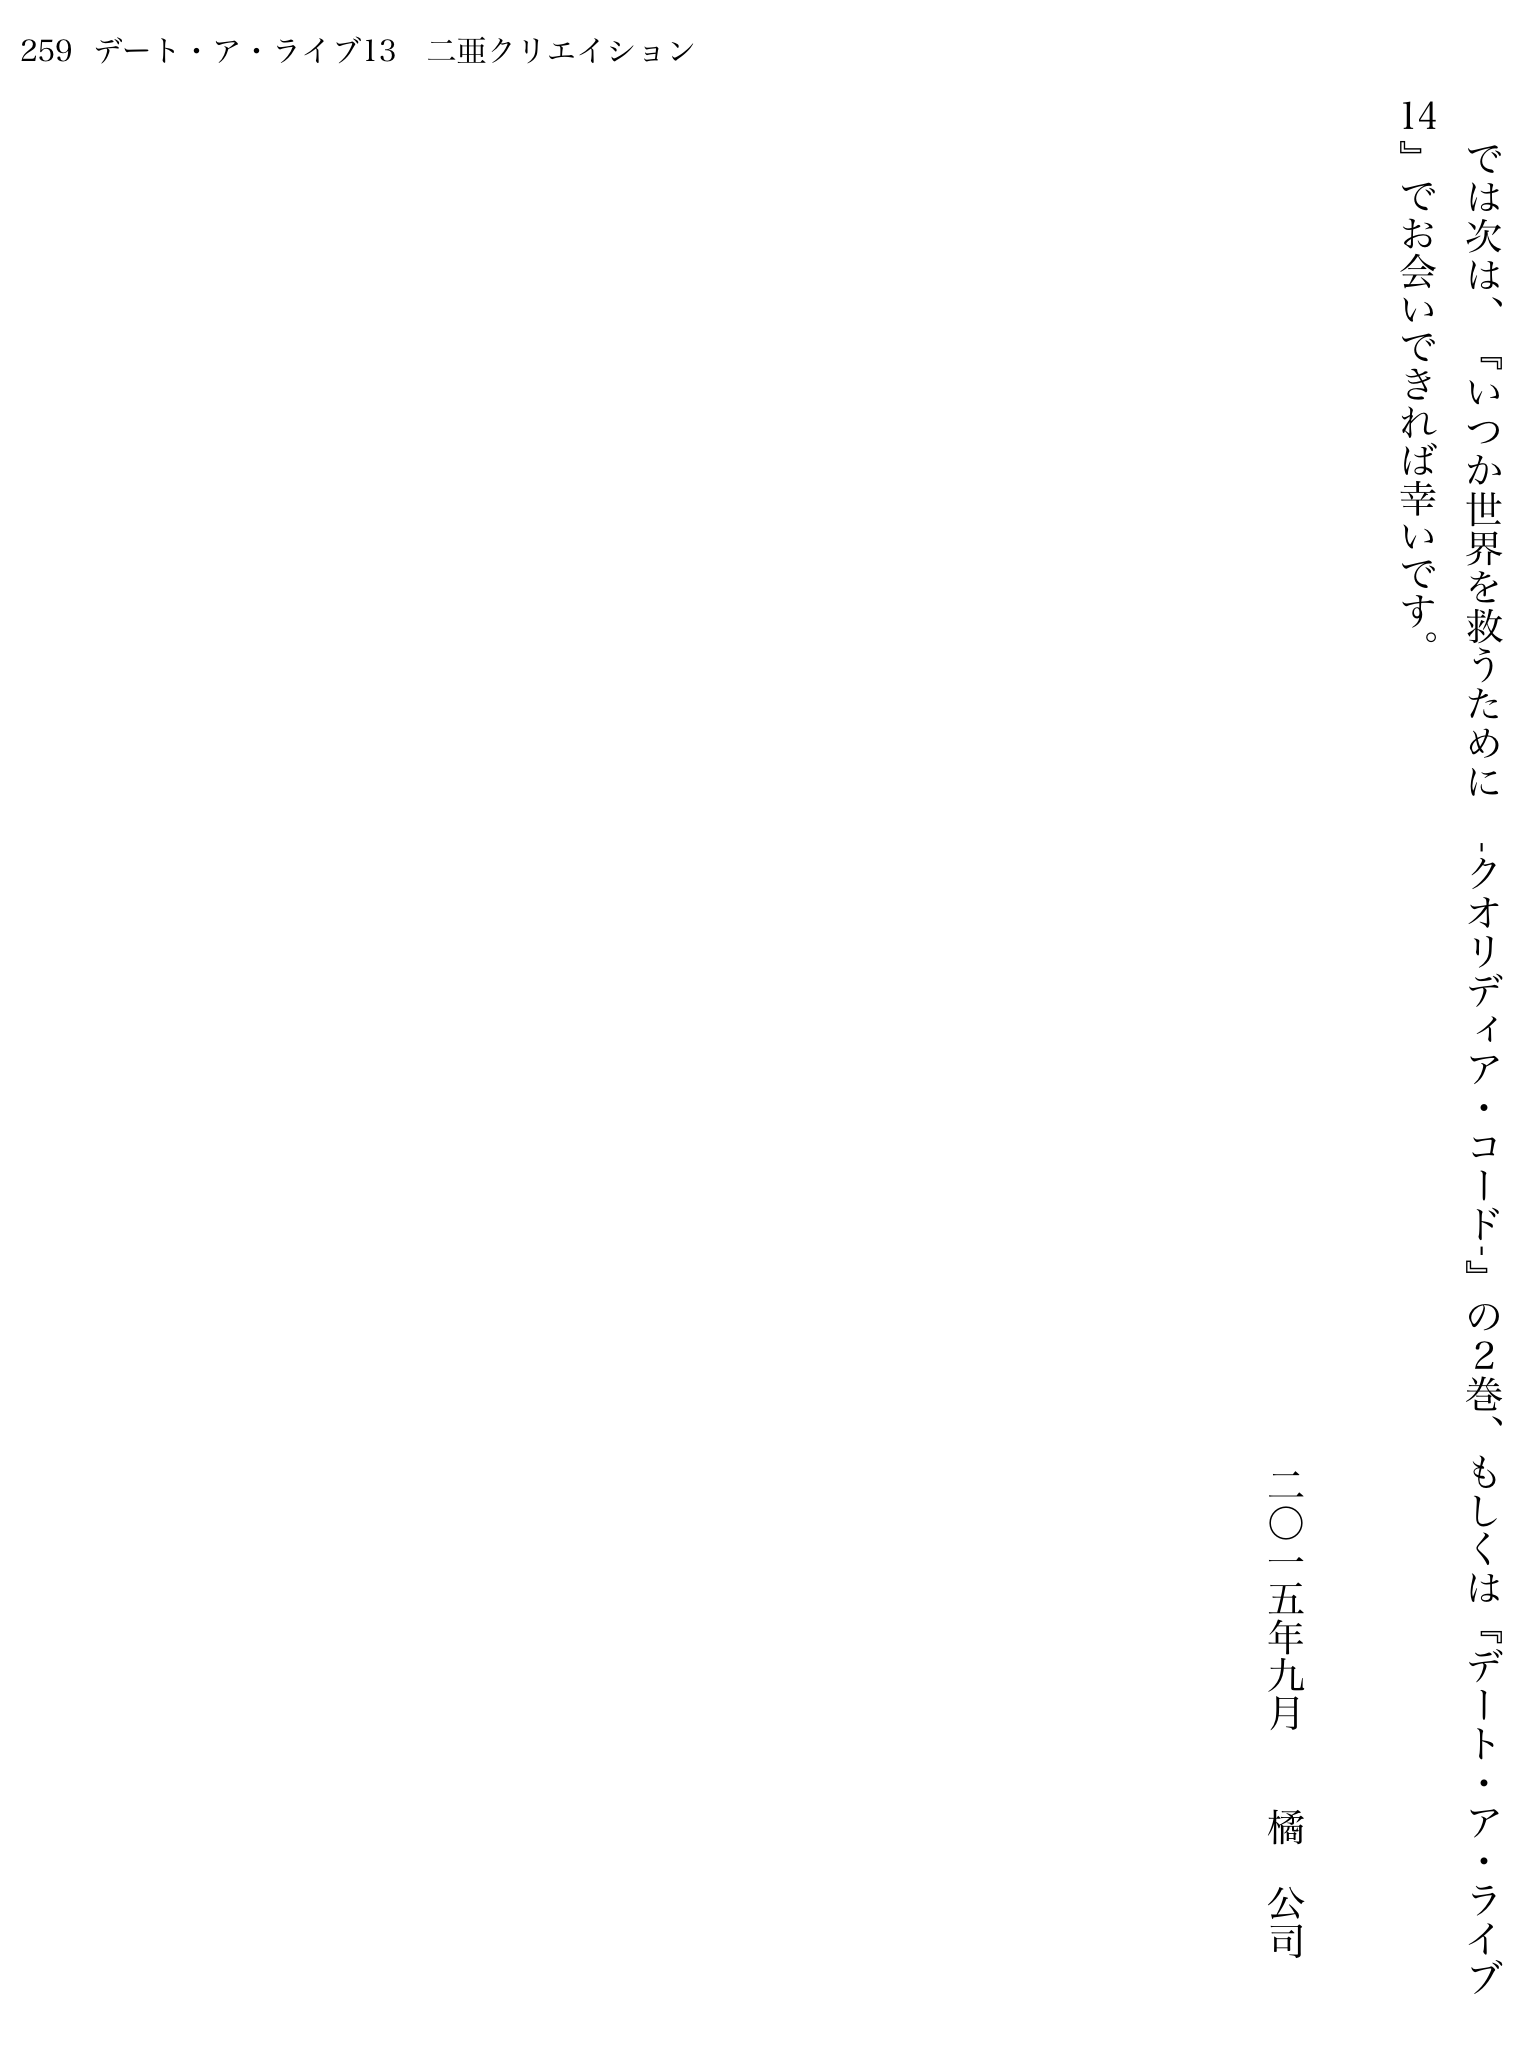 259 デート・ア・ライブ13　二亜クリエイション
　では次は、『いつか世界を救うために　-クオリディア・コード-』の２巻、もしくは『デート・ア・ライブ
14』でお会いできれば幸いです。
二〇一五年九月　　橘　公司